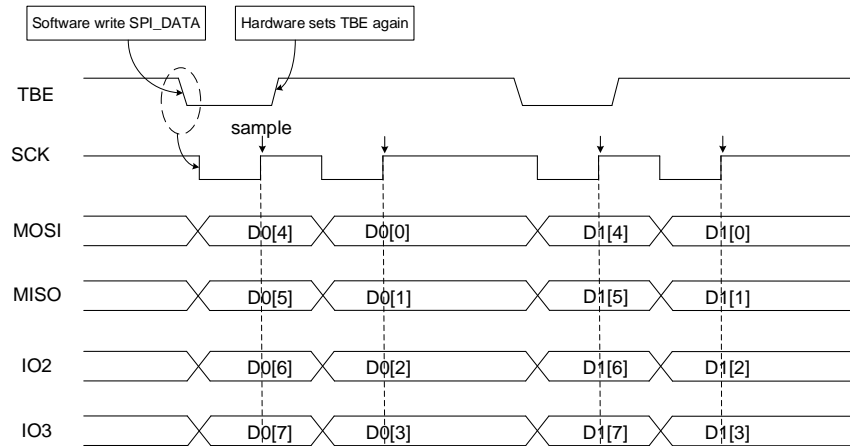 Software write SPI_DATA
Hardware sets TBE again
TBE
sample
SCK
MOSI D0[4] D0[0] D1[4] D1[0]
MISO D0[5] D0[1] D1[5] D1[1]
IO2 D0[6] D0[2] D1[6] D1[2]
IO3 D0[7] D0[3] D1[7] D1[3]